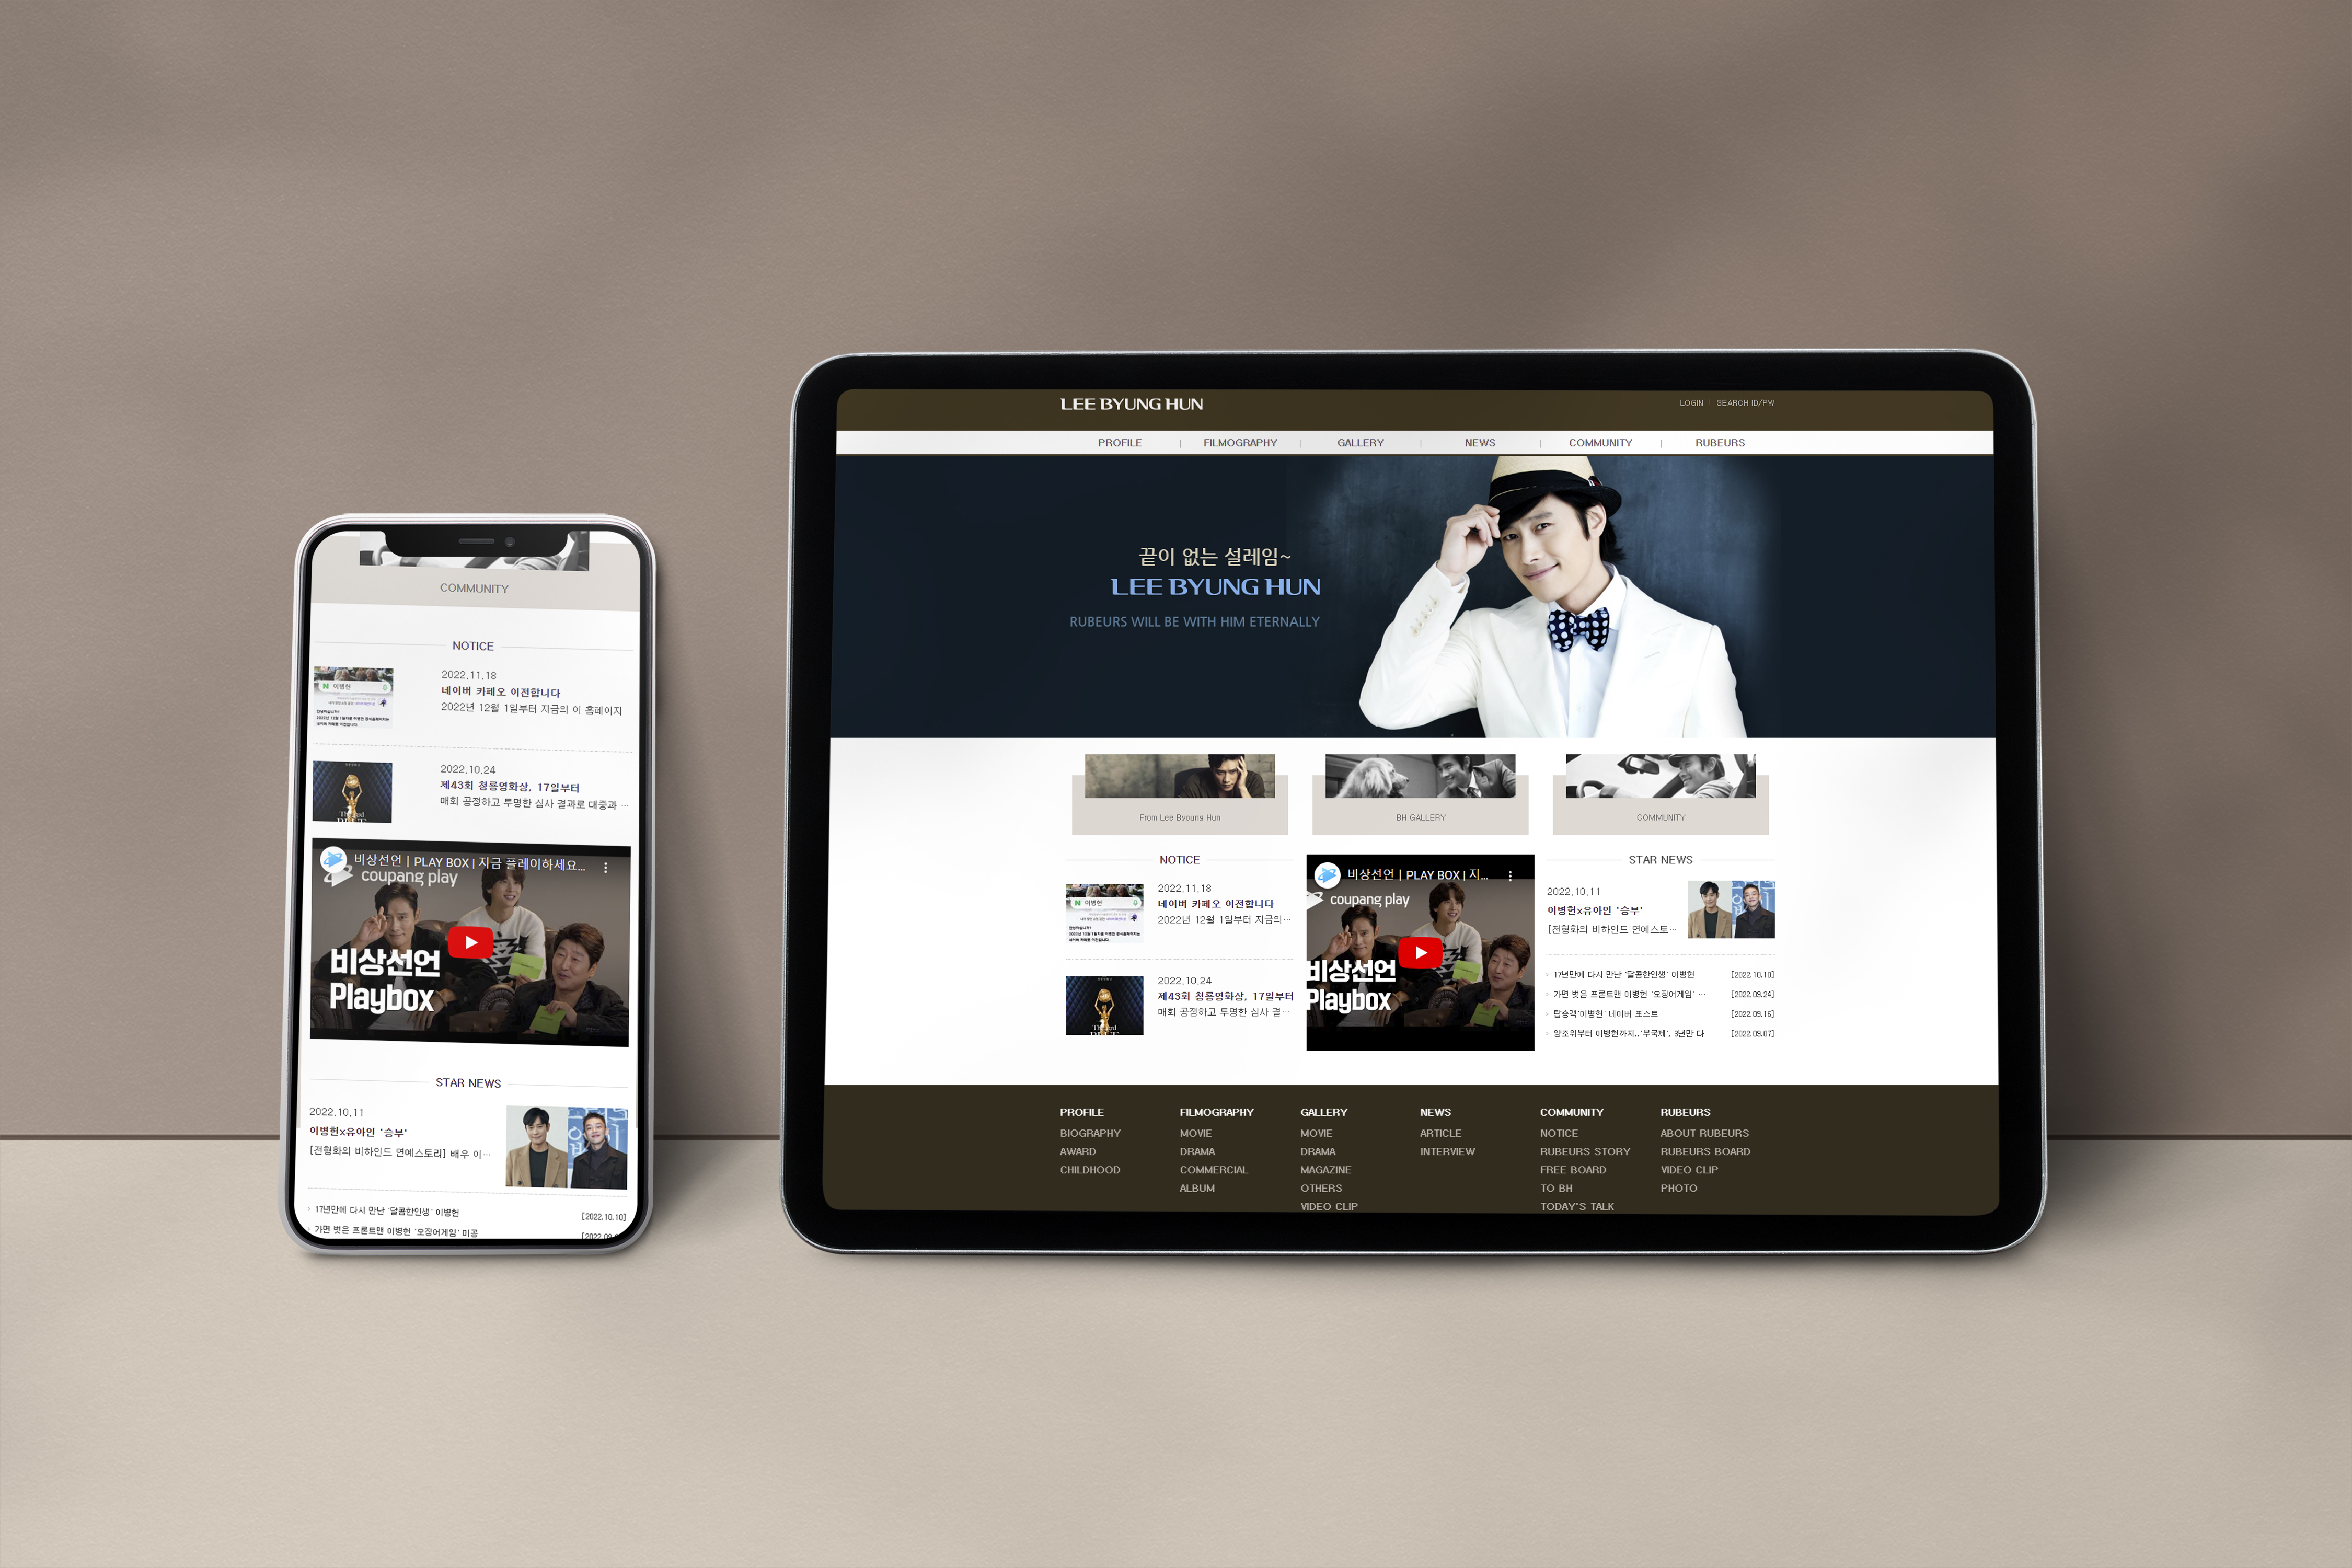 COMMUNITY
NOTICE
이병헌
2022.11.18
네이버 카페오 이전합니다
2022년 12월 1일부터 지금의 이 홈페이지
2022.10.24
제43회 청룡영화상, 17일부터
매회 공정하고 투명한 심사 결과로 대중과 ...
비상선언 | PLAY BOX | 지금 플레이하세요...
coupang play
비상선언
Playbox
STAR NEWS
2022.10.11
이병헌x유아인 '승부'
[전형화의 비하인드 연예스토리] 배우 이...
17년만에 다시 만난 '달콤한인생' 이병헌 [2022.10.10]
가면 벗은 프론트맨 이병헌 '오징어게임' 미공
LEE BYUNG HUN
LOGIN | SEARCH ID/PW
PROFILE | FILMOGRAPHY | GALLERY | NEWS | COMMUNITY | RUBEURS
끝이 없는 설레임~
LEE BYUNG HUN
RUBEURS WILL BE WITH HIM ETERNALLY
From Lee Byoung Hun
BH GALLERY
COMMUNITY
NOTICE
이병헌
2022.11.18
네이버 카페오 이전합니다
2022년 12월 1일부터 지금의...
2022.10.24
제43회 청룡영화상, 17일부터
매회 공정하고 투명한 심사 결...
비상선언 | PLAY BOX | 지...
coupang play
비상선언
Playbox
STAR NEWS
2022.10.11
이병헌x유아인 '승부'
[전형화의 비하인드 연예스토...
17년만에 다시 만난 '달콤한인생' 이병헌 [2022.10.10]
가면 벗은 프론트맨 이병헌 '오징어게임' ... [2022.09.24]
탑승객'이병헌' 네이버 포스트 [2022.09.16]
양조위부터 이병헌까지..'부국제', 3년만 다 [2022.09.07]
PROFILE
BIOGRAPHY
AWARD
CHILDHOOD
FILMOGRAPHY
MOVIE
DRAMA
COMMERCIAL
ALBUM
GALLERY
MOVIE
DRAMA
MAGAZINE
OTHERS
VIDEO CLIP
NEWS
ARTICLE
INTERVIEW
COMMUNITY
NOTICE
RUBEURS STORY
FREE BOARD
TO BH
TODAY'S TALK
RUBEURS
ABOUT RUBEURS
RUBEURS BOARD
VIDEO CLIP
PHOTO